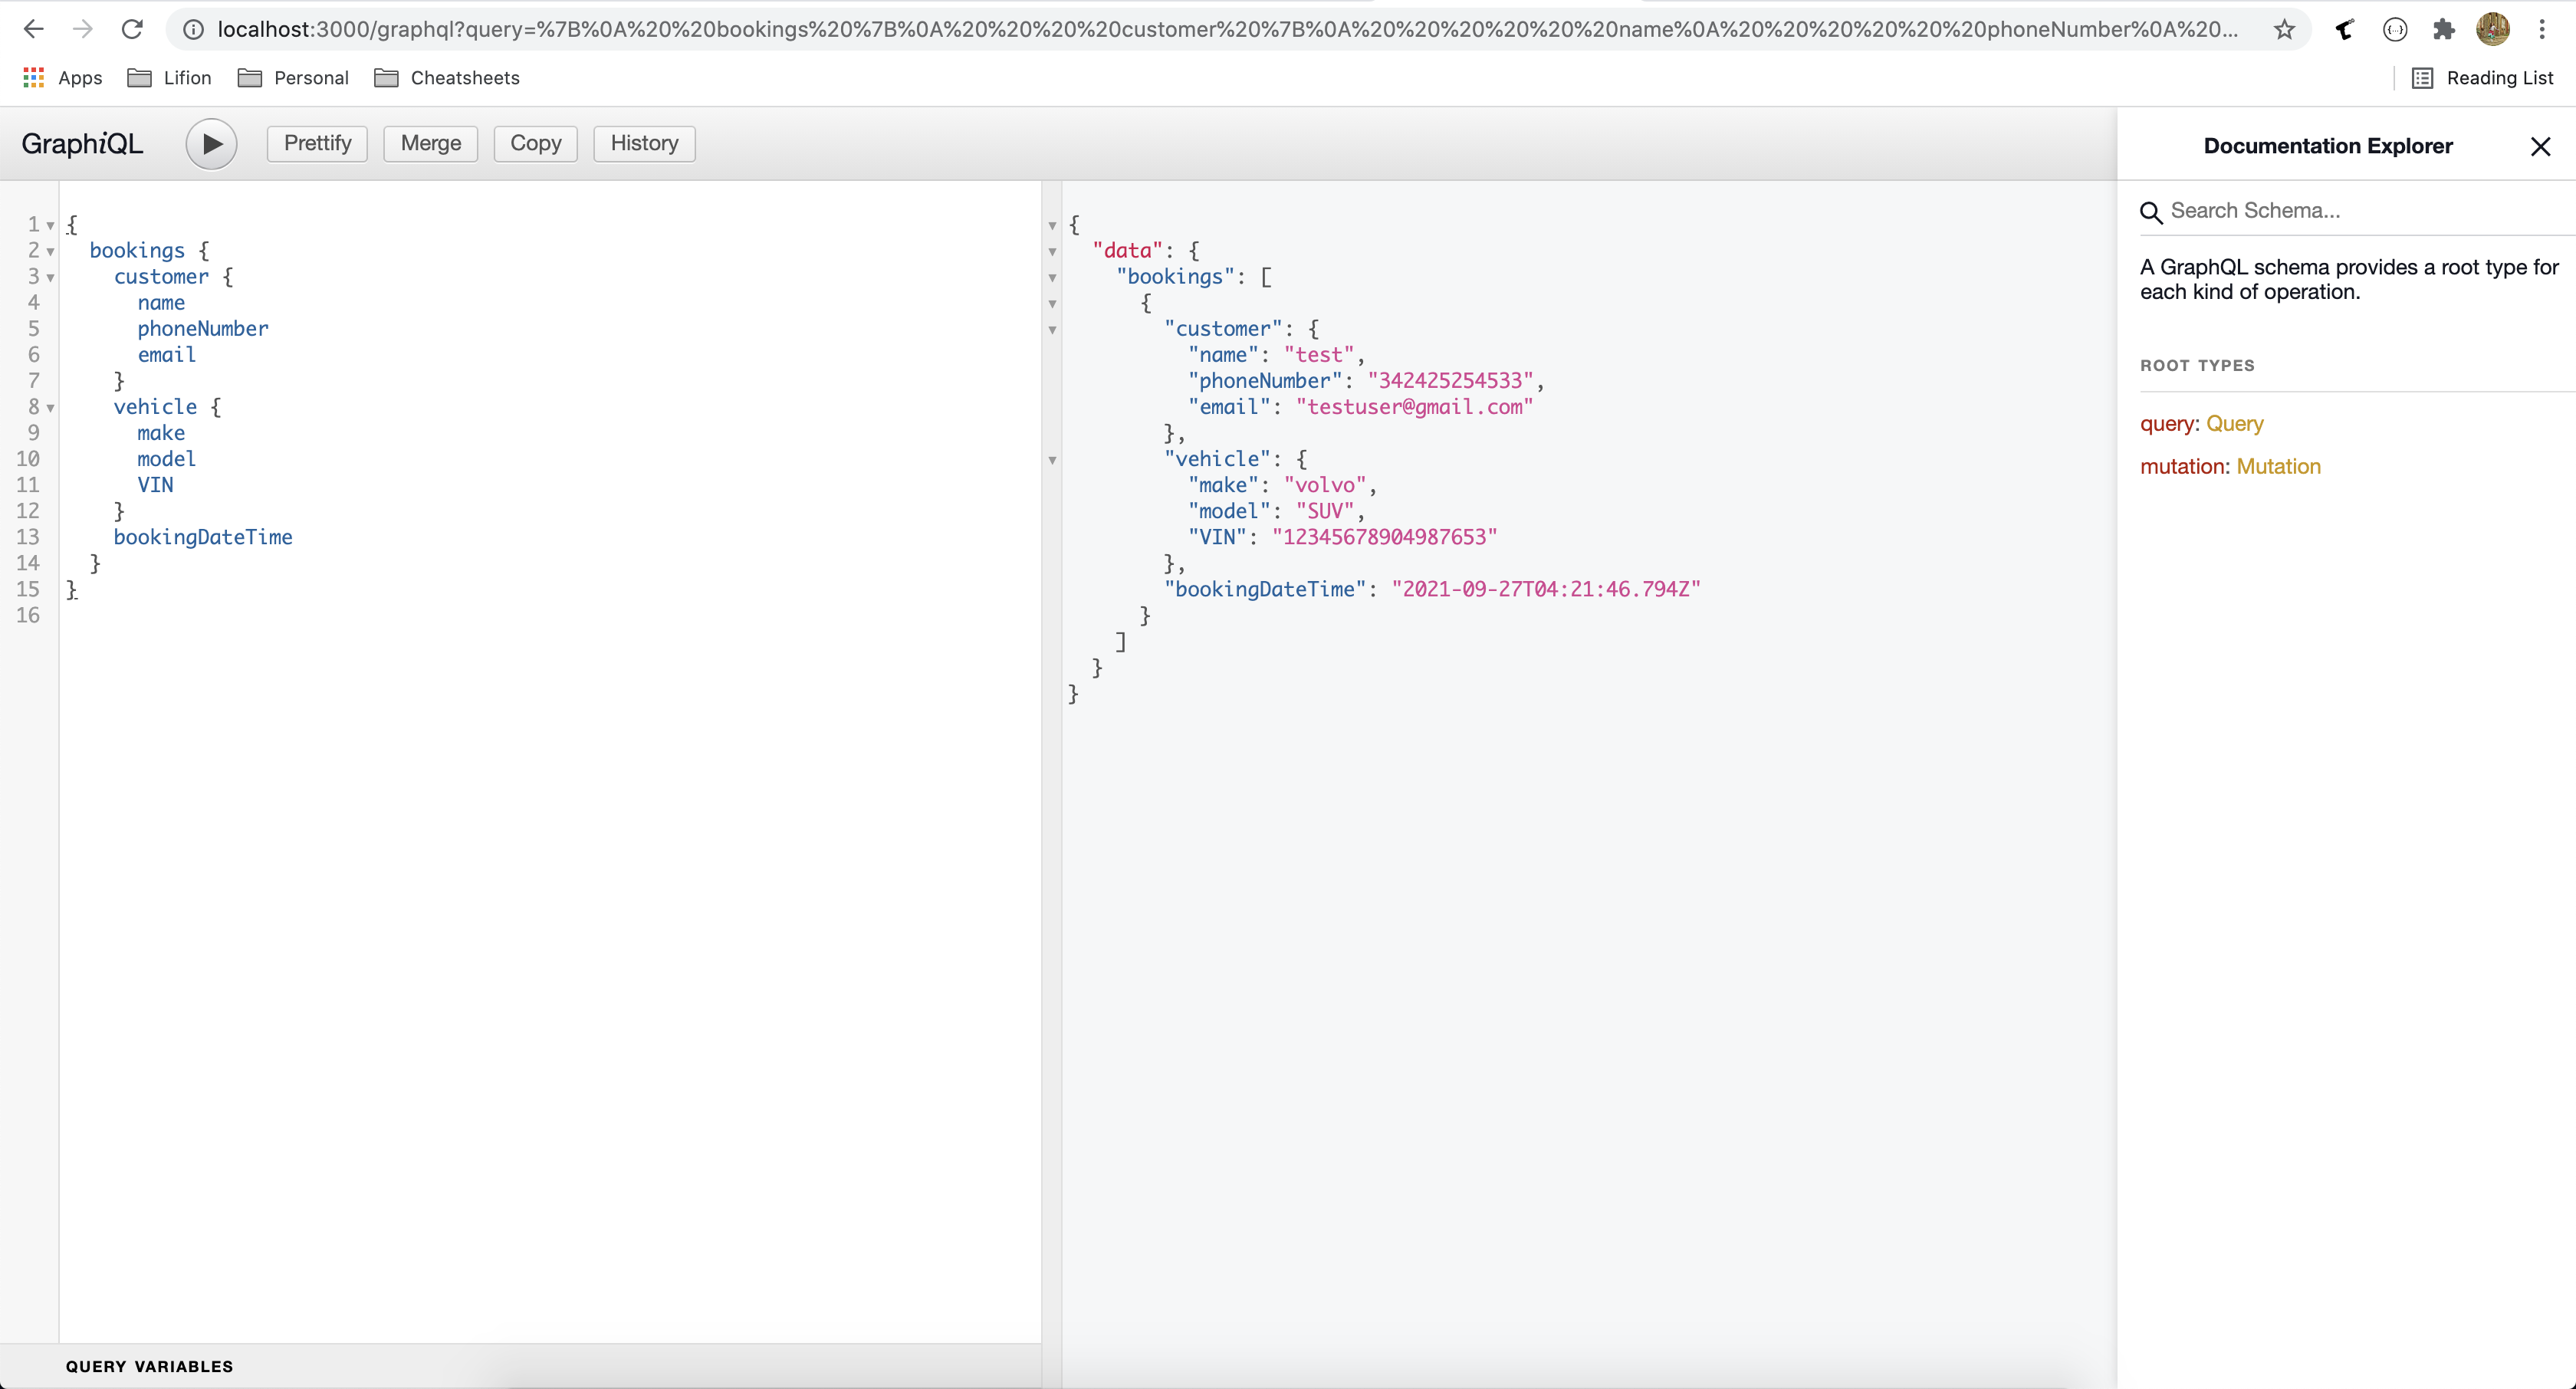 localhost:3000/graphql?query=%7B%0A%20%20bookings%20%7B%0A%20%20%20%20customer%20%7B%0A%20%20%20%20%20%20name%0A%20%20%20%20%20%20phoneNumber%0A%20...
Apps Lifion Personal Cheatsheets Reading List
GraphiQL Prettify Merge Copy History
1 {
2 bookings {
3 customer {
4 name
5 phoneNumber
6 email
7 }
8 vehicle {
9 make
10 model
11 VIN
12 }
13 bookingDateTime
14 }
15 }
16
QUERY VARIABLES
{
"data": {
"bookings": [
{
"customer": {
"name": "test",
"phoneNumber": "342425254533",
"email": "testuser@gmail.com"
},
"vehicle": {
"make": "volvo",
"model": "SUV",
"VIN": "12345678904987653"
},
"bookingDateTime": "2021-09-27T04:21:46.794Z"
}
]
}
}
Documentation Explorer
Search Schema...
A GraphQL schema provides a root type for
each kind of operation.
ROOT TYPES
query: Query
mutation: Mutation